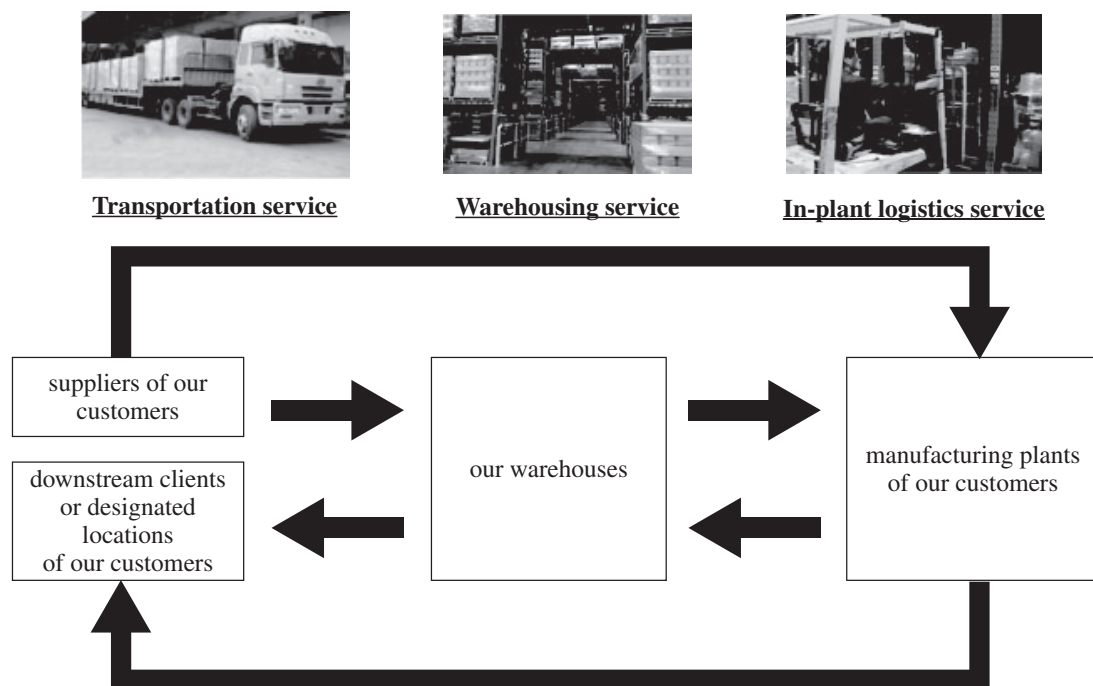 Transportation service
Warehousing service
In-plant logistics service
suppliers of our
customers
downstream clients
or designated
locations
of our customers
our warehouses
manufacturing plants
of our customers